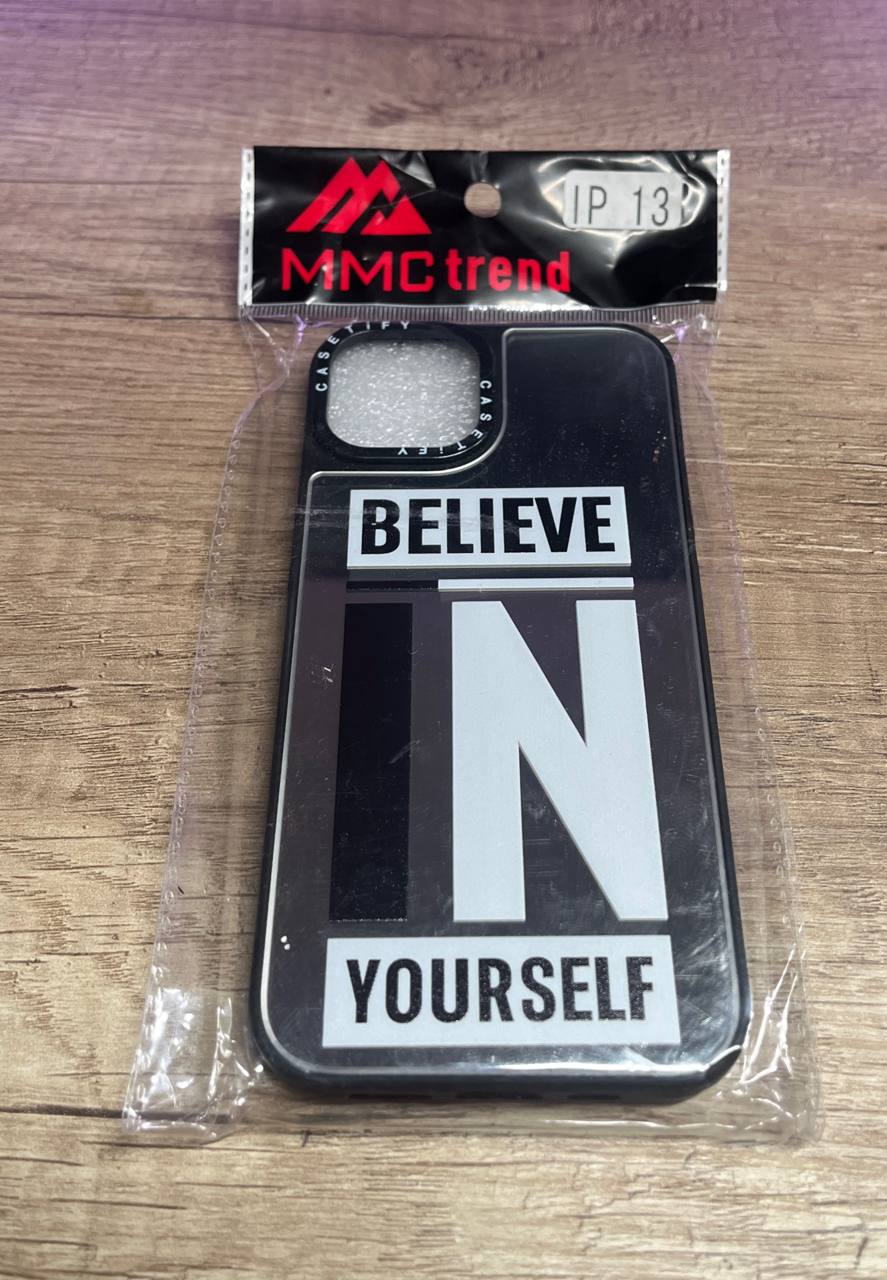 IP 13
MMC trend
CASETiFY
CASETiFY
BELIEVE
IN
YOURSELF